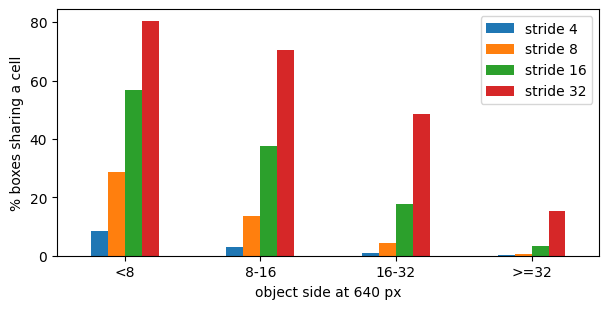 80
60
40
20
0
% boxes sharing a cell
stride 4
stride 8
stride 16
stride 32
<8 8-16 16-32 >=32
object side at 640 px